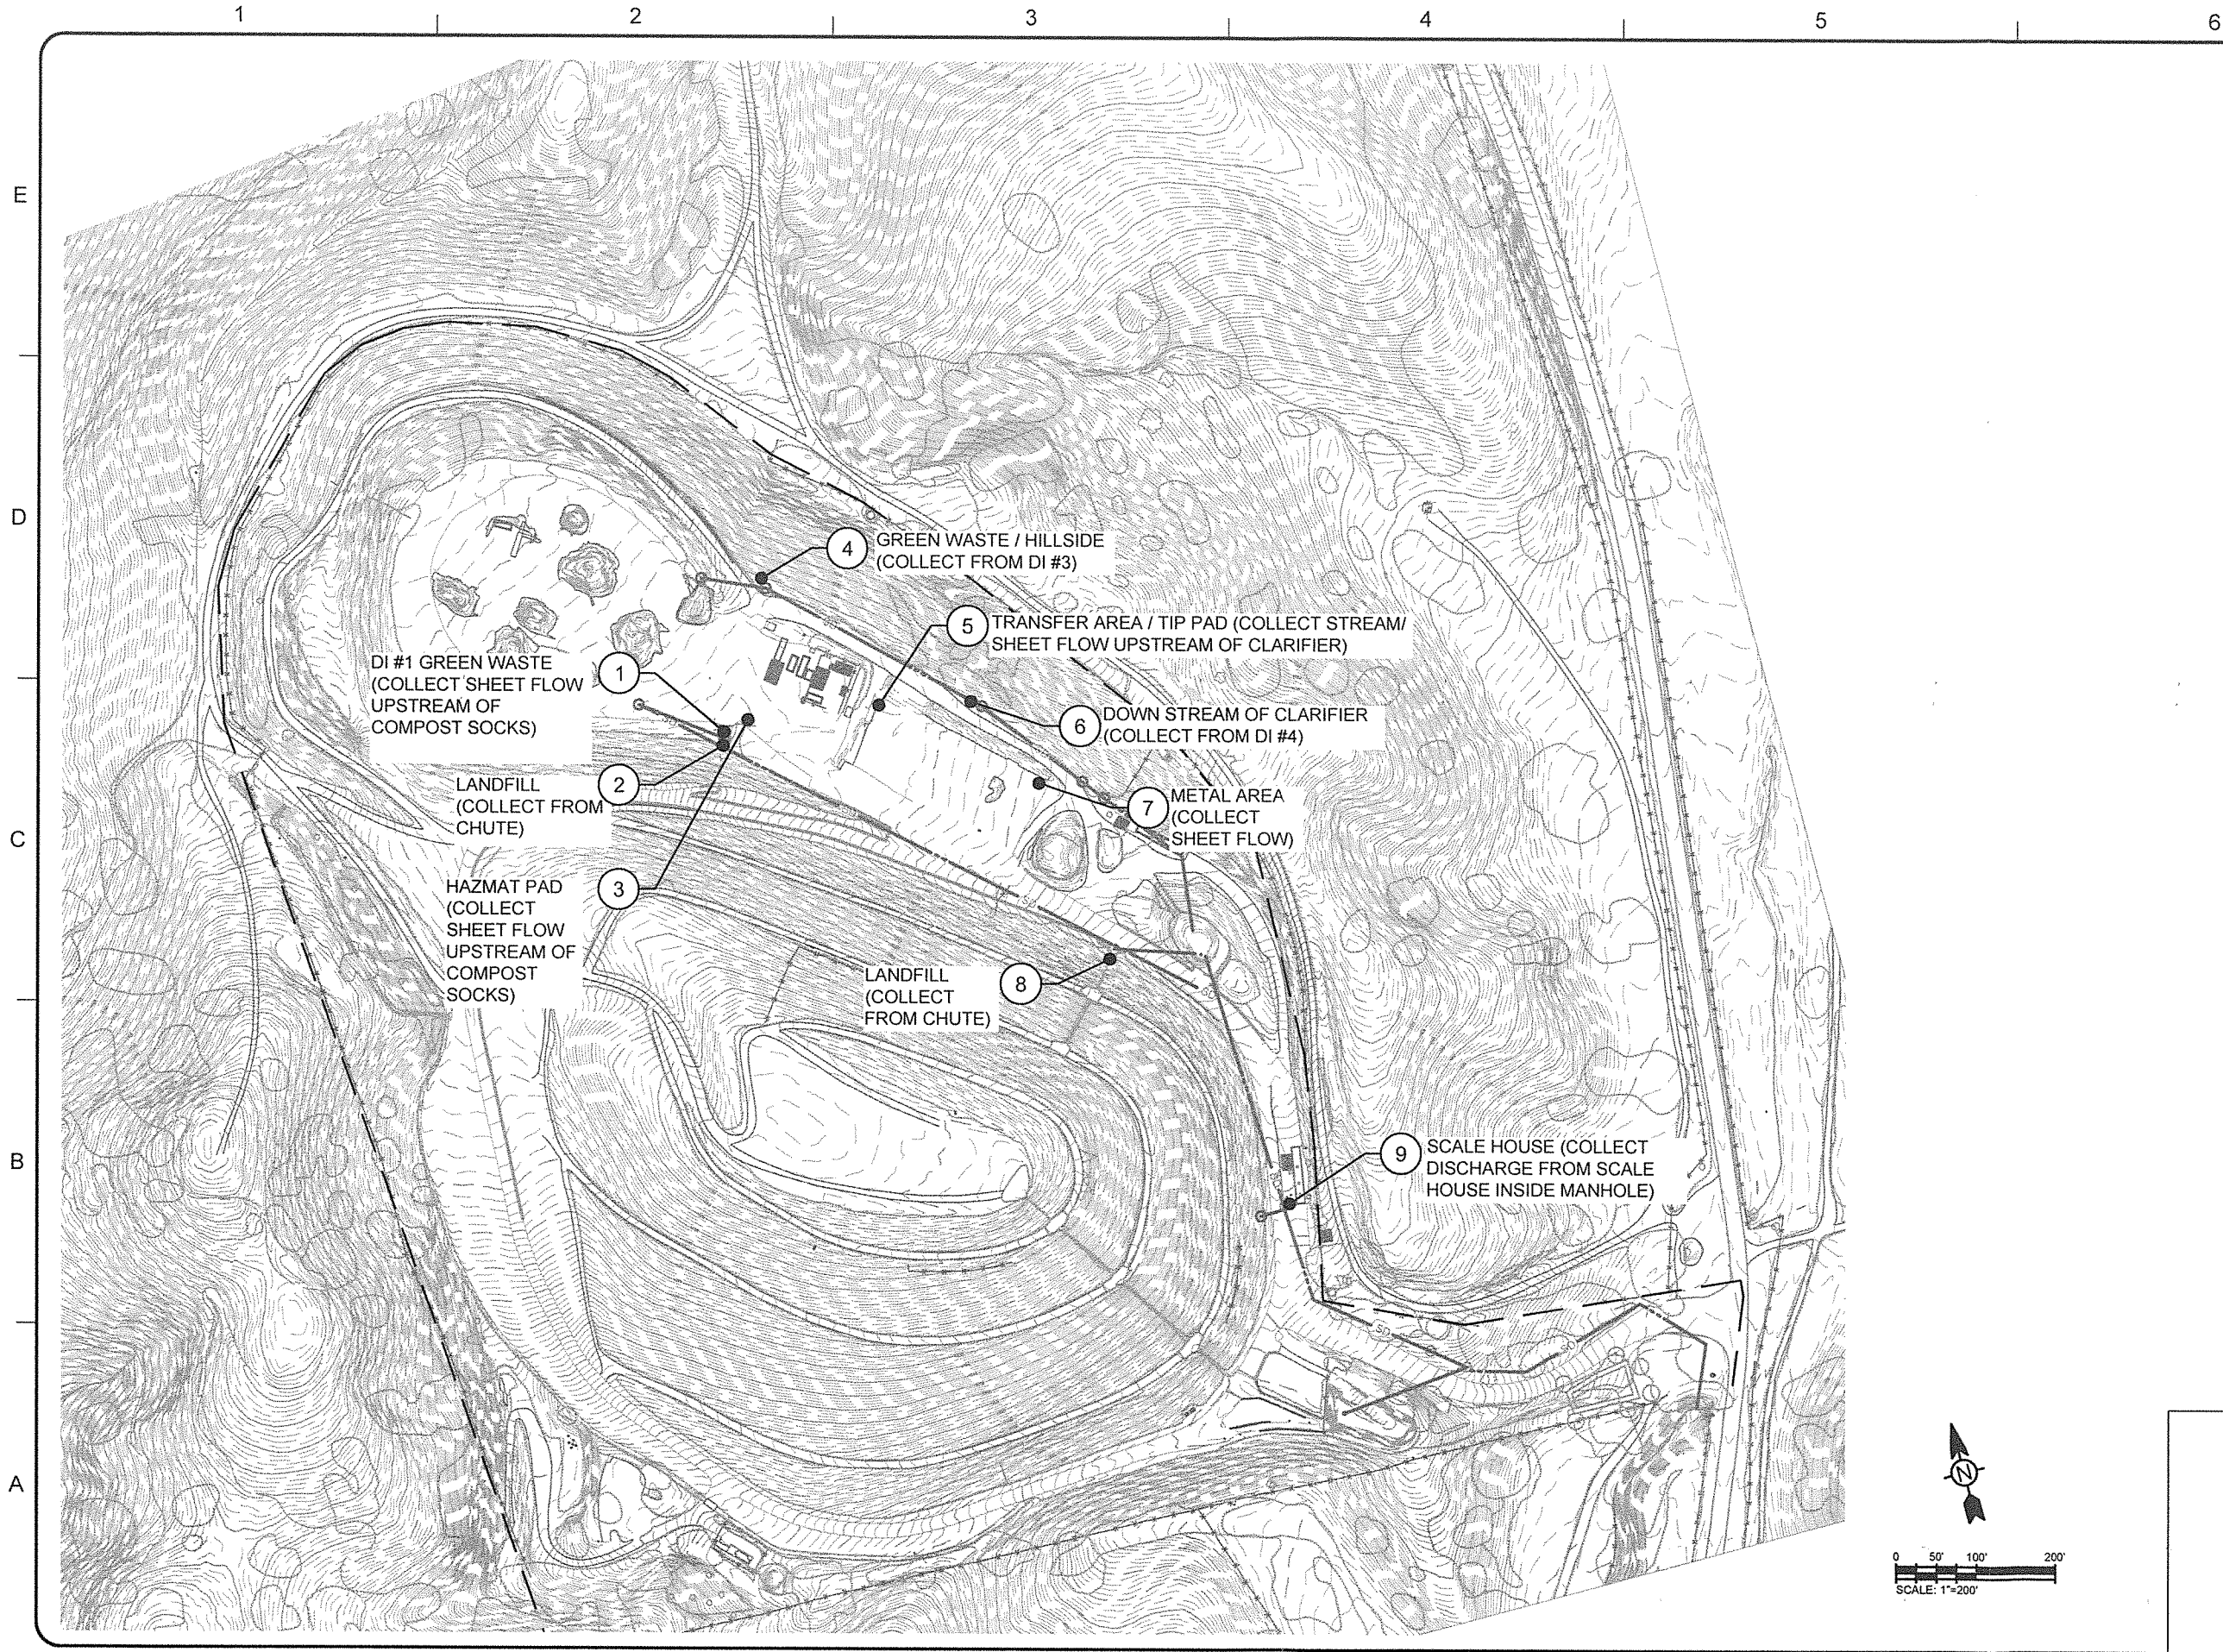 1
2
3
4
5
6
E
D
C
B
A
4
GREEN WASTE / HILLSIDE
(COLLECT FROM DI #3)
5
TRANSFER AREA / TIP PAD (COLLECT STREAM/
SHEET FLOW UPSTREAM OF CLARIFIER)
DI #1 GREEN WASTE
(COLLECT SHEET FLOW
UPSTREAM OF
COMPOST SOCKS)
1
6
DOWN STREAM OF CLARIFIER
(COLLECT FROM DI #4)
LANDFILL
(COLLECT FROM
CHUTE)
2
7
METAL AREA
(COLLECT
SHEET FLOW)
HAZMAT PAD
(COLLECT
SHEET FLOW
UPSTREAM OF
COMPOST
SOCKS)
3
LANDFILL
(COLLECT
FROM CHUTE)
8
9
SCALE HOUSE (COLLECT
DISCHARGE FROM SCALE
HOUSE INSIDE MANHOLE)
SD
N
0 50' 100' 200'
SCALE: 1"=200'